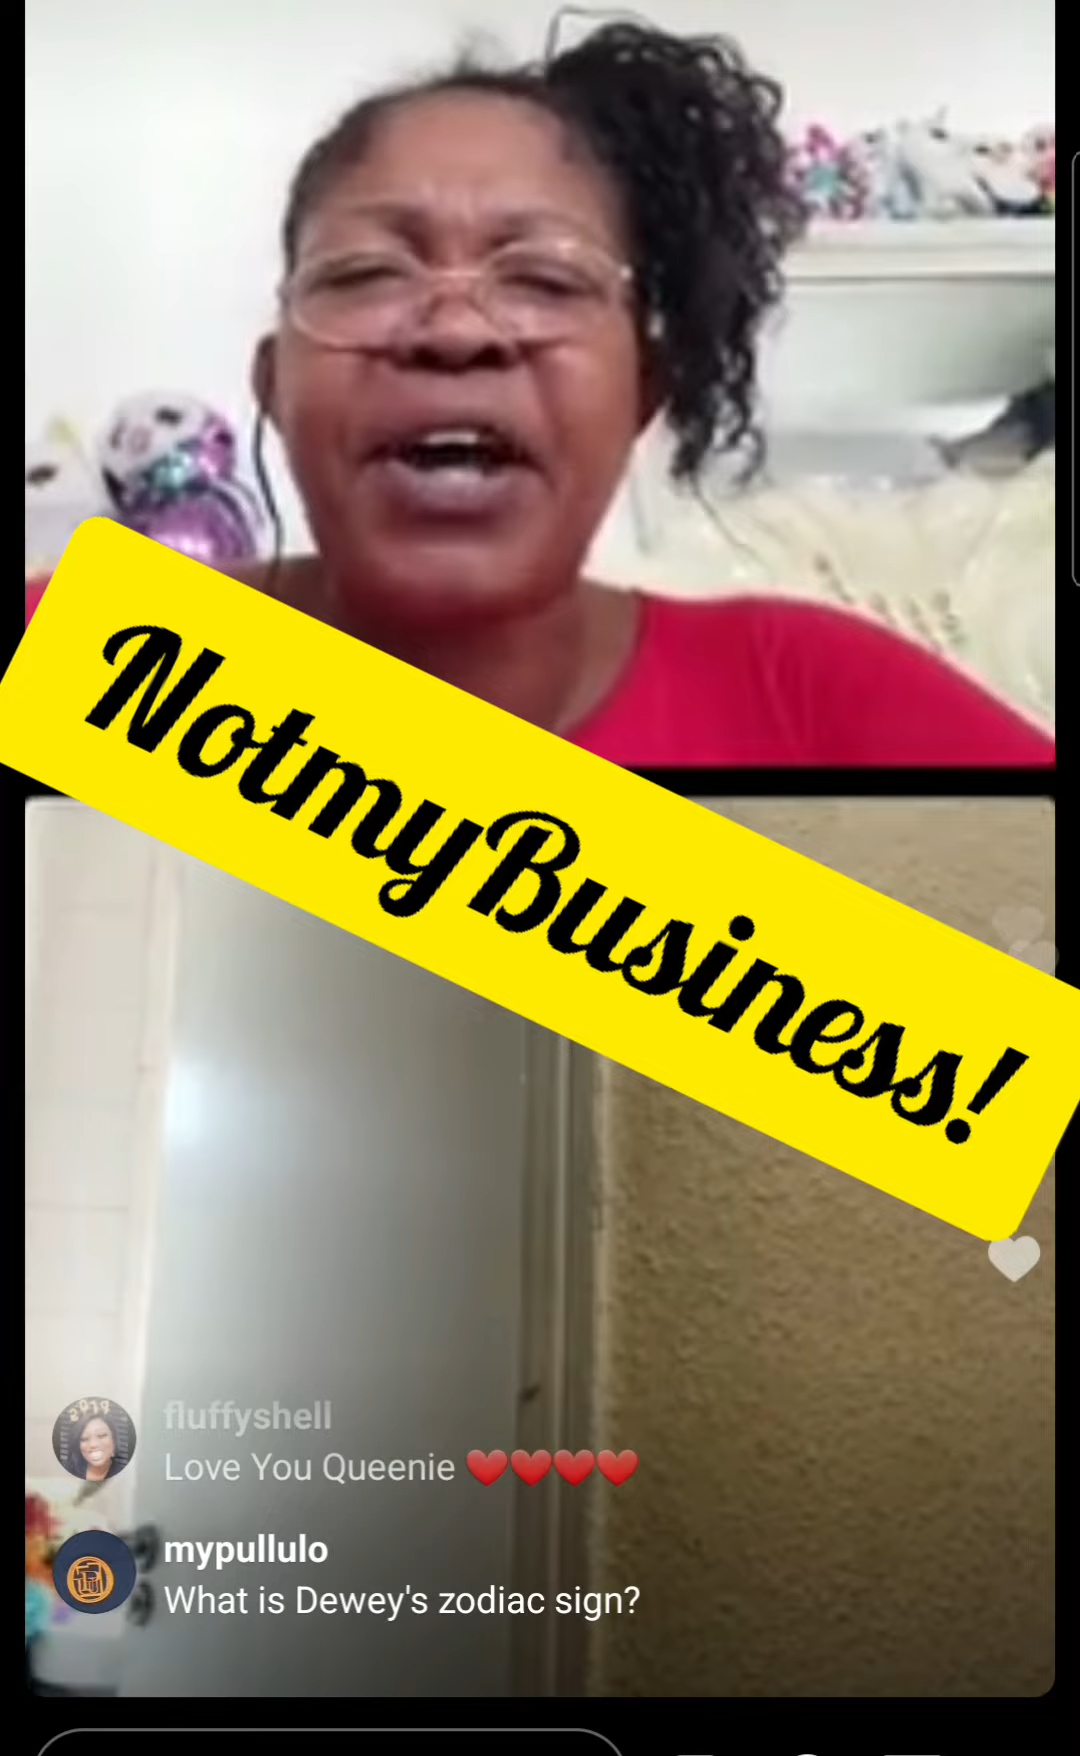 NotmyBusiness!
fluffyshell
Love You Queenie ❤️❤️❤️❤️
mypullulo
What is Dewey's zodiac sign?